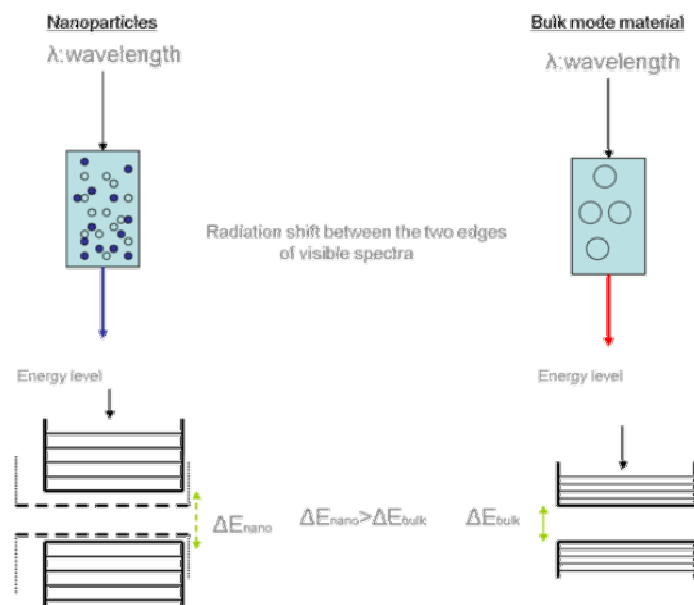 Nanoparticles
λ:wavelength
Bulk mode material
λ:wavelength
Radiation shift between the two edges
of visible spectra
Energy level
Energy level
ΔEnano
ΔEnano>ΔEbulk
ΔEbulk